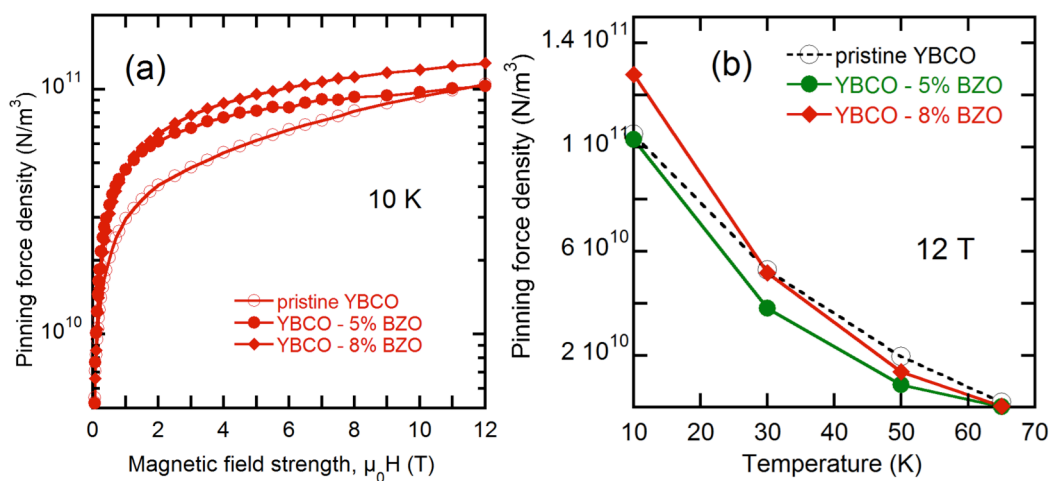 (a)
Pinning force density (N/m³)
10¹¹
10¹⁰
10 K
pristine YBCO
YBCO - 5% BZO
YBCO - 8% BZO
0 2 4 6 8 10 12
Magnetic field strength, μ₀H (T)
(b)
Pinning force density (N/m³)
1.4 10¹¹
1 10¹¹
6 10¹⁰
2 10¹⁰
pristine YBCO
YBCO - 5% BZO
YBCO - 8% BZO
12 T
10 20 30 40 50 60 70
Temperature (K)